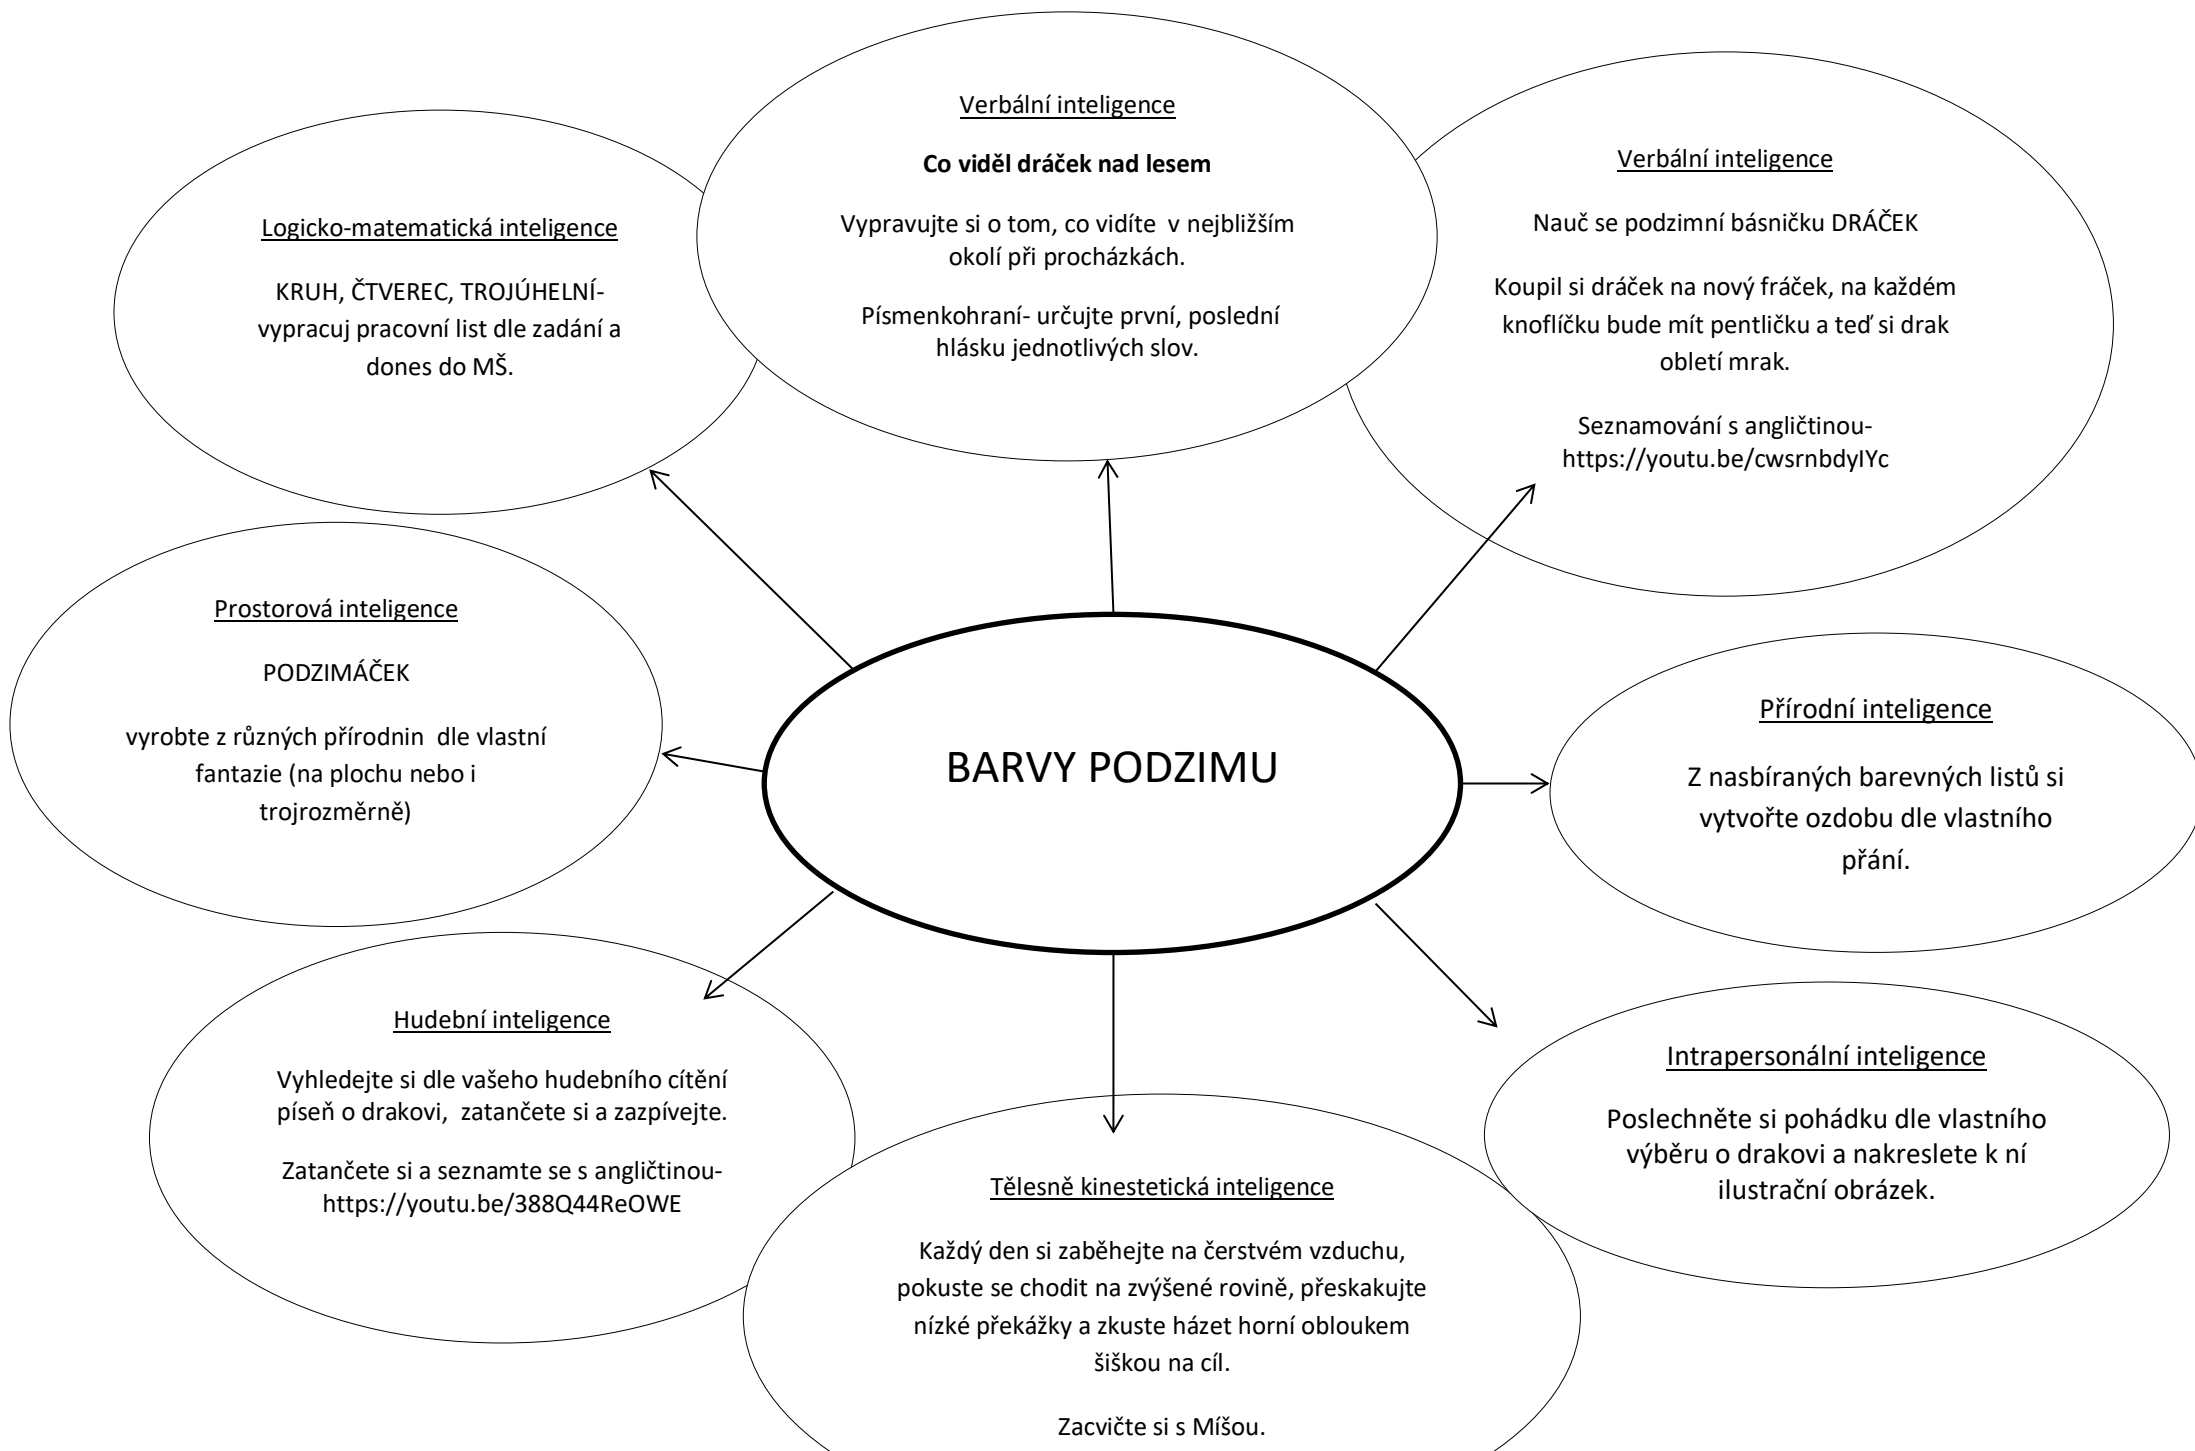 Verbální inteligence
Co viděl dráček nad lesem
Vypravujte si o tom, co vidíte v nejbližším
okolí při procházkách.
Písmenkohraní- určujte první, poslední
hlásku jednotlivých slov.
Verbální inteligence
Nauč se podzimní básničku DRÁČEK
Koupil si dráček na nový fráček, na každém
knoflíčku bude mít pentličku a teď si drak
obletí mrak.
Seznamování s angličtinou-
https://youtu.be/cwsrnbdyIYc
Logicko-matematická inteligence
KRUH, ČTVEREC, TROJÚHELNÍ-
vypracuj pracovní list dle zadání a
dones do MŠ.
Prostorová inteligence
PODZIMÁČEK
vyrobte z různých přírodnin dle vlastní
fantazie (na plochu nebo i
trojrozměrně)
BARVY PODZIMU
Přírodní inteligence
Z nasbíraných barevných listů si
vytvořte ozdobu dle vlastního
přání.
Hudební inteligence
Vyhledejte si dle vašeho hudebního cítění
píseň o drakovi, zatančete si a zazpívejte.
Zatančete si a seznamte se s angličtinou-
https://youtu.be/388Q44ReOWE
Intrapersonální inteligence
Poslechněte si pohádku dle vlastního
výběru o drakovi a nakreslete k ní
ilustrační obrázek.
Tělesně kinestetická inteligence
Každý den si zaběhejte na čerstvém vzduchu,
pokuste se chodit na zvýšené rovině, přeskakujte
nízké překážky a zkuste házet horní obloukem
šiškou na cíl.
Zacvičte si s Míšou.